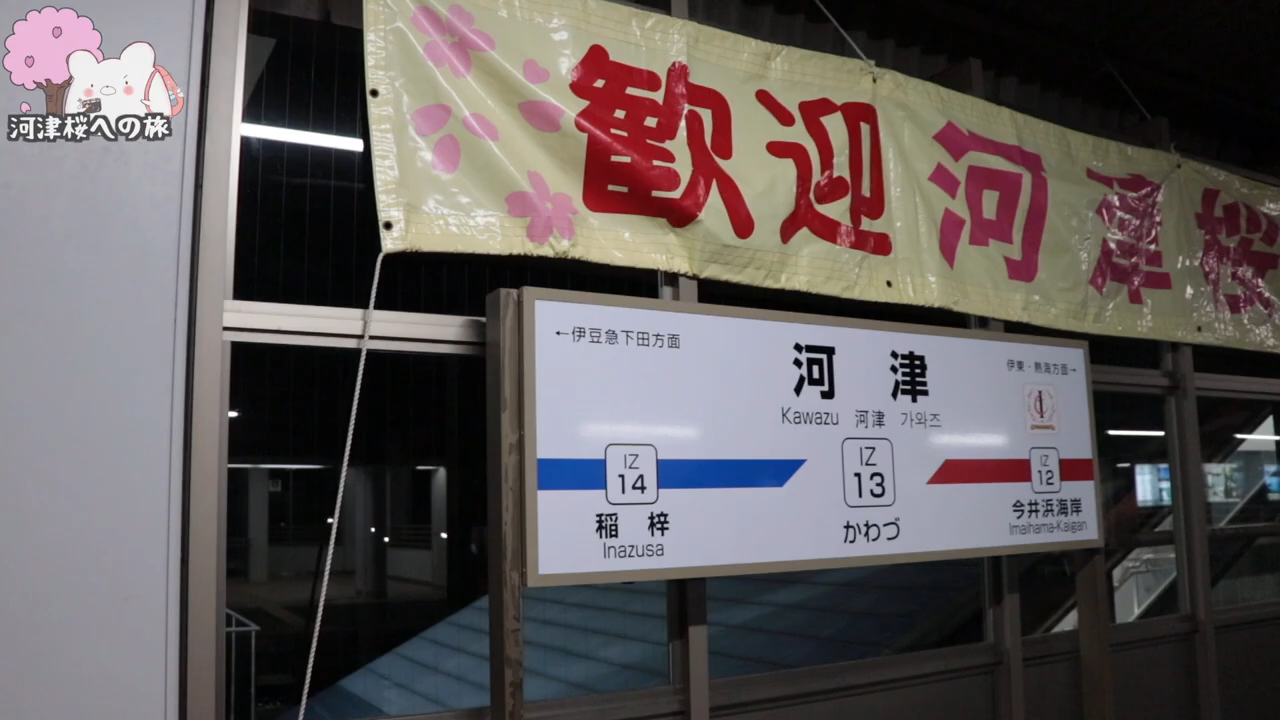 河津桜への旅
歓迎 河津桜
←伊豆急下田方面
河 津
伊東・熱海方面→
Kawazu 河津 가와즈
IZ
14
IZ
13
IZ
12
稲 梓
Inazusa
かわづ
今井浜海岸
Imaihama-Kaigan